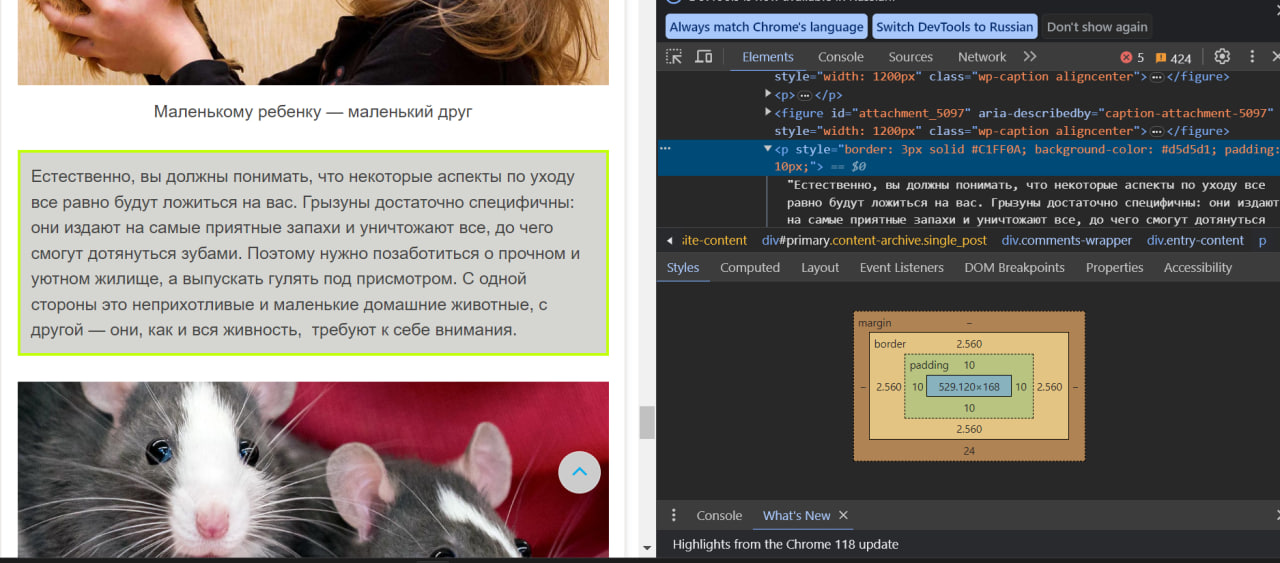 Маленькому ребенку — маленький друг
Естественно, вы должны понимать, что некоторые аспекты по уходу
все равно будут ложиться на вас. Грызуны достаточно специфичны:
они издают на самые приятные запахи и уничтожают все, до чего
смогут дотянуться зубами. Поэтому нужно позаботиться о прочном и
уютном жилище, а выпускать гулять под присмотром. С одной
стороны это неприхотливые и маленькие домашние животные, с
другой — они, как и вся живность,  требуют к себе внимания.
Always match Chrome's language Switch DevTools to Russian Don't show again
Elements Console Sources Network 5 424
style="width: 1200px" class="wp-caption aligncenter">…</figure>
<p>…</p>
<figure id="attachment_5097" aria-describedby="caption-attachment-5097"
style="width: 1200px" class="wp-caption aligncenter">…</figure>
<p style="border: 3px solid #C1FF0A; background-color: #d5d5d1; padding:
10px;"> == $0
"Естественно, вы должны понимать, что некоторые аспекты по уходу все
равно будут ложиться на вас. Грызуны достаточно специфичны: они издают
на самые приятные запахи и уничтожают все, до чего смогут дотянуться
site-content div#primary.content-archive.single_post div.comments-wrapper div.entry-content p
Styles Computed Layout Event Listeners DOM Breakpoints Properties Accessibility
margin –
border 2.560
padding 10
– 2.560 10 529.120×168 10 2.560 –
10
2.560
24
Console What's New
Highlights from the Chrome 118 update